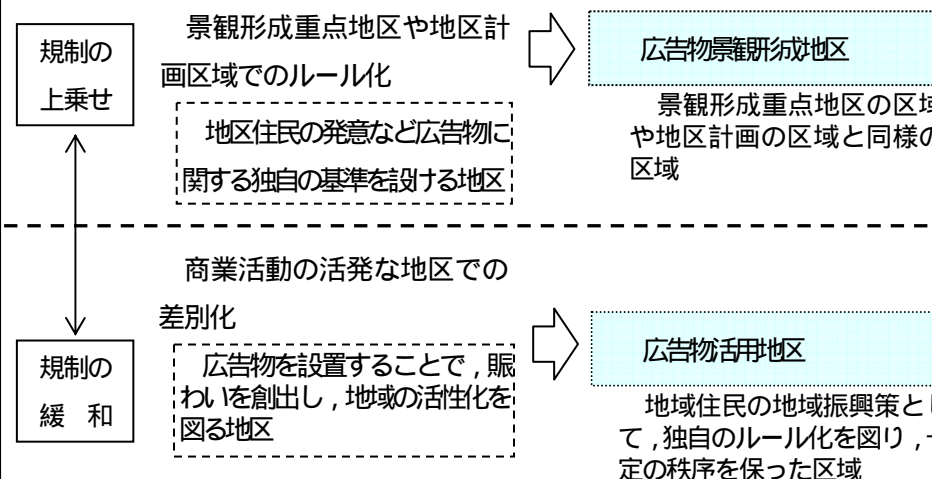 規制の
上乗せ
景観形成重点地区や地区計
画区域でのルール化
地区住民の発意など広告物に
関する独自の基準を設ける地区
広告物景観形成地区
景観形成重点地区の区域
や地区計画の区域と同様の
区域
商業活動の活発な地区での
差別化
規制の
緩　和
広告物を設置することで，賑
わいを創出し，地域の活性化を
図る地区
広告物活用地区
地域住民の地域振興策とし
て，独自のルール化を図り，一
定の秩序を保った区域